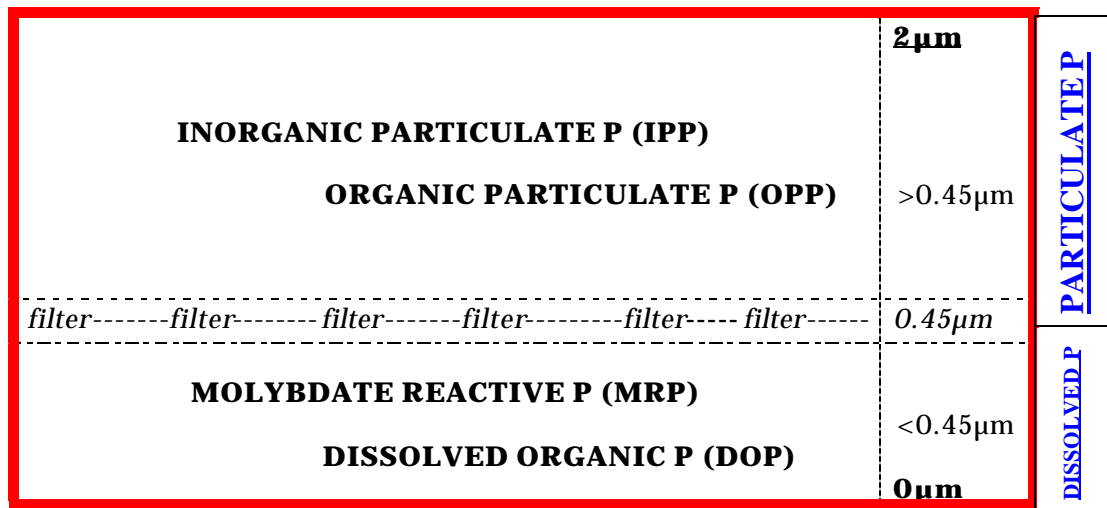 2µm
INORGANIC PARTICULATE P (IPP)
ORGANIC PARTICULATE P (OPP) >0.45µm
filter-------filter--------filter-------filter---------filter-----filter------ 0.45µm
MOLYBDATE REACTIVE P (MRP)
<0.45µm
DISSOLVED ORGANIC P (DOP)
0µm
PARTICULATE P
DISSOLVED P